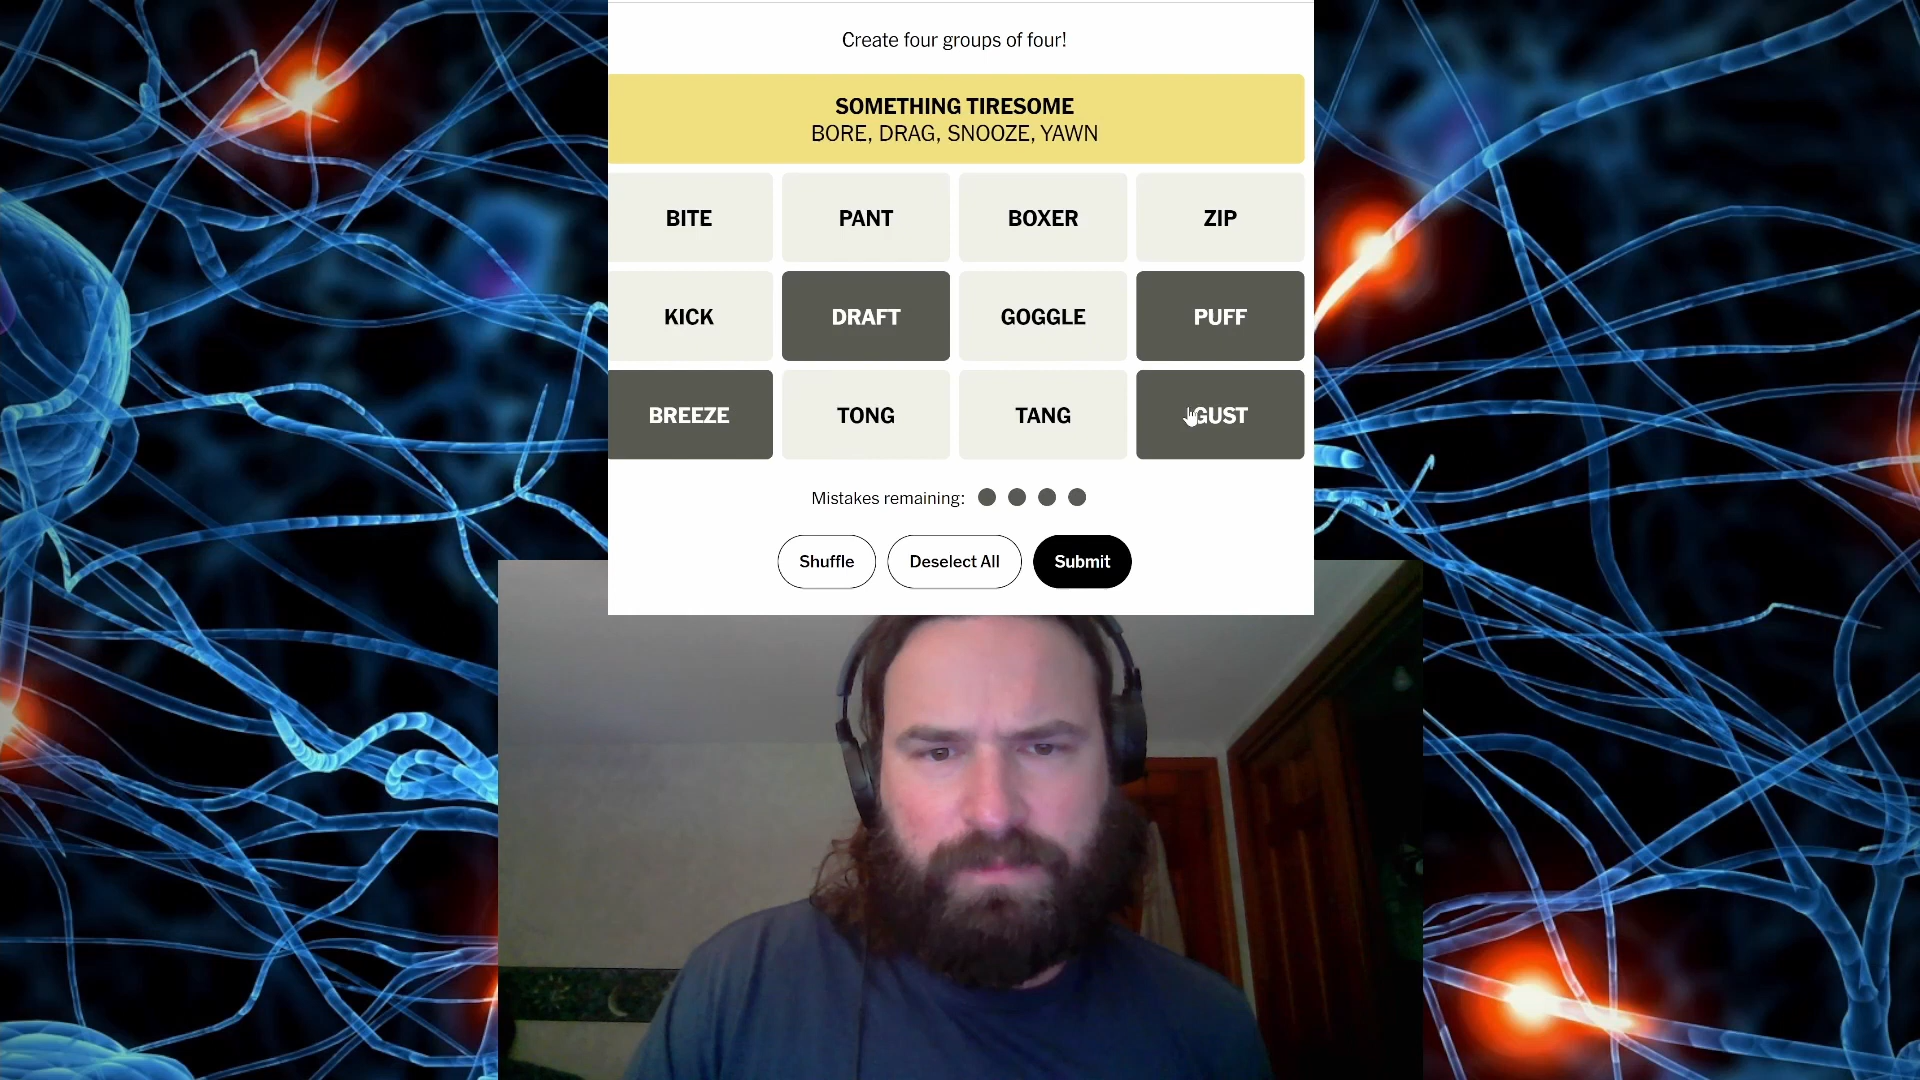 Create four groups of four!
SOMETHING TIRESOME
BORE, DRAG, SNOOZE, YAWN
BITE PANT BOXER ZIP
KICK DRAFT GOGGLE PUFF
BREEZE TONG TANG GUST
Mistakes remaining:
Shuffle Deselect All Submit